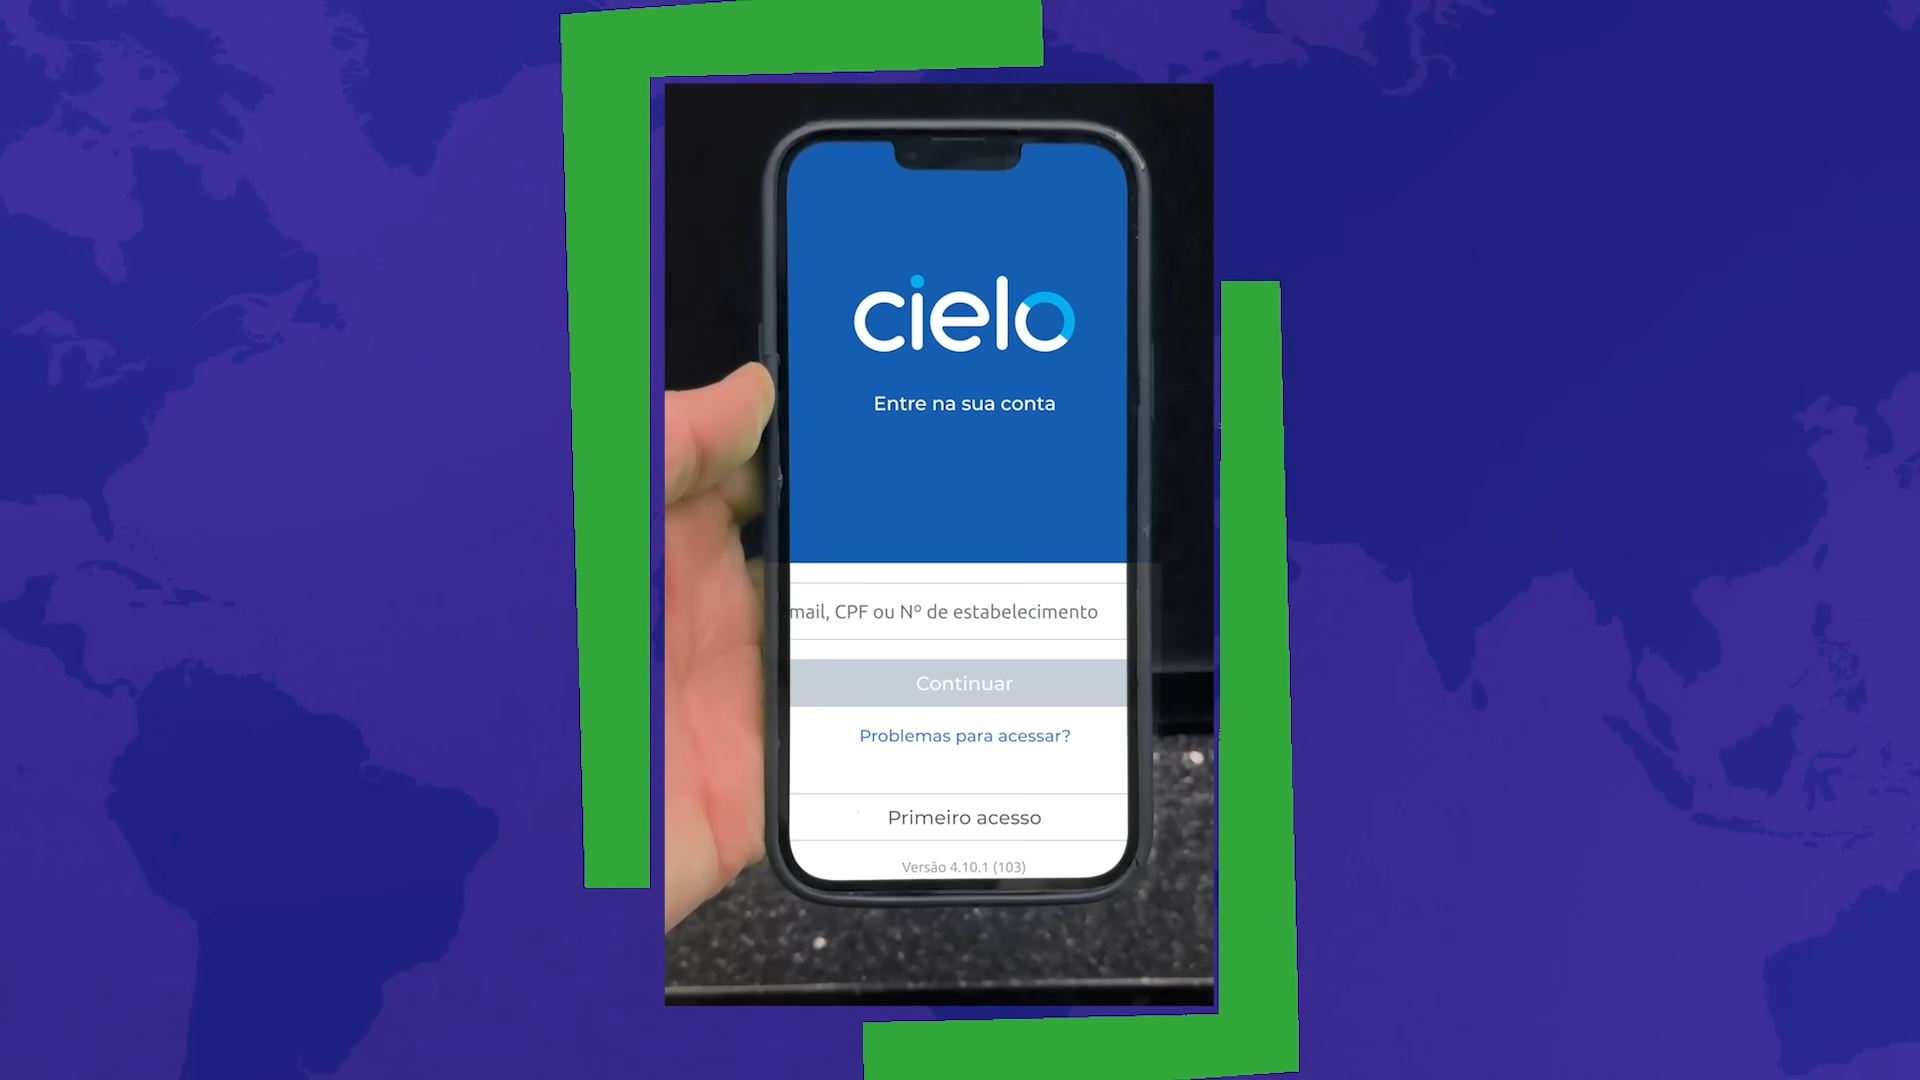 cielo
Entre na sua conta
mail, CPF ou Nº de estabelecimento
Continuar
Problemas para acessar?
Primeiro acesso
Versão 4.10.1 (103)